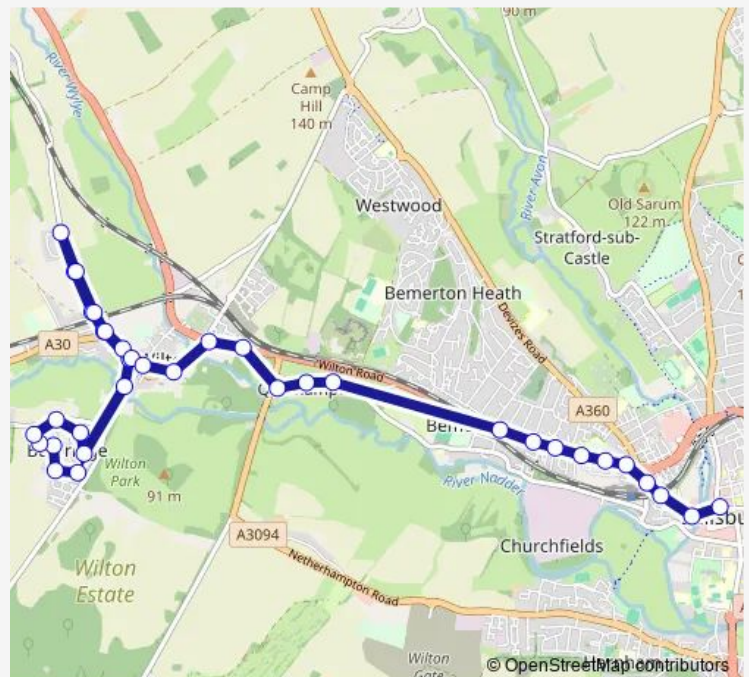 90 m
River Wylye
Camp
Hill
140 m
River Avon
Westwood
Old Sarum
122 m
Stratford-sub-
Castle
Bemerton Heath
Devizes Road
A30
Wilton Road
A360
Wilton
Park
91 m
River Nadder
A3094
Churchfields
Netherhampton Road
Wilton
Estate
Wilton
Gate
© OpenStreetMap contributors